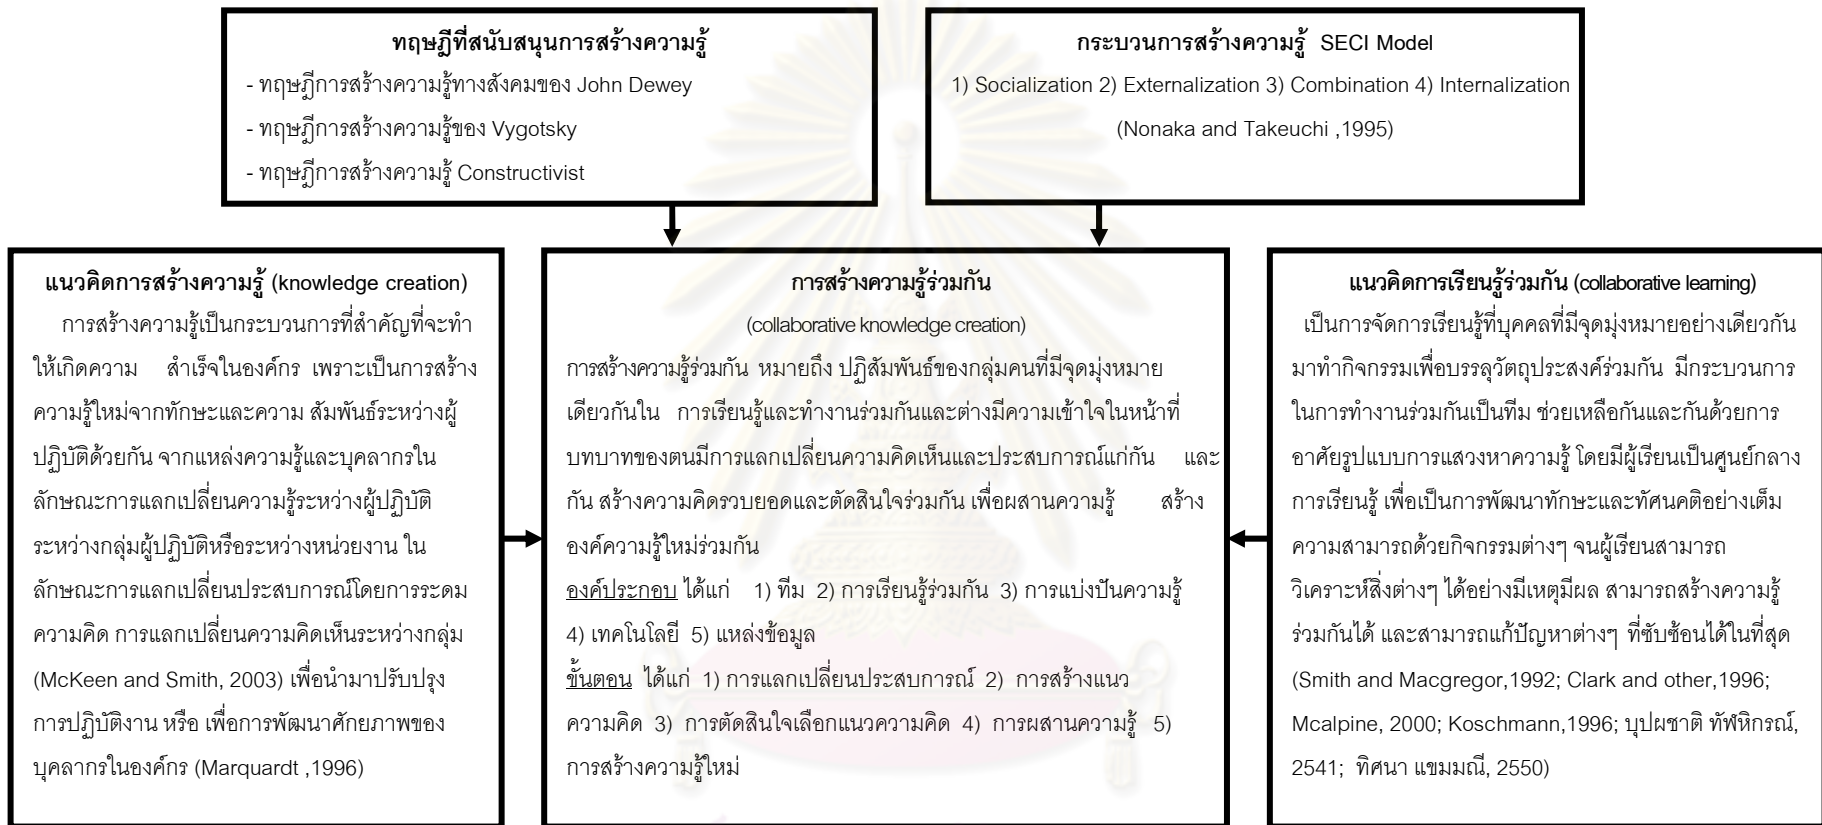 ทฤษฎีที่สนับสนุนการสร้างความรู้
- ทฤษฎีการสร้างความรู้ทางสังคมของ John Dewey
- ทฤษฎีการสร้างความรู้ของ Vygotsky
- ทฤษฎีการสร้างความรู้ Constructivist
กระบวนการสร้างความรู้ SECI Model
1) Socialization 2) Externalization 3) Combination 4) Internalization
(Nonaka and Takeuchi ,1995)
แนวคิดการสร้างความรู้ (knowledge creation)
การสร้างความรู้เป็นกระบวนการที่สำคัญที่จะทำ
ให้เกิดความ สำเร็จในองค์กร เพราะเป็นการสร้าง
ความรู้ใหม่จากทักษะและความ สัมพันธ์ระหว่างผู้
ปฏิบัติด้วยกัน จากแหล่งความรู้และบุคลากรใน
ลักษณะการแลกเปลี่ยนความรู้ระหว่างผู้ปฏิบัติ
ระหว่างกลุ่มผู้ปฏิบัติหรือระหว่างหน่วยงาน ใน
ลักษณะการแลกเปลี่ยนประสบการณ์โดยการระดม
ความคิด การแลกเปลี่ยนความคิดเห็นระหว่างกลุ่ม
(McKeen and Smith, 2003) เพื่อนำมาปรับปรุง
การปฏิบัติงาน หรือ เพื่อการพัฒนาศักยภาพของ
บุคลากรในองค์กร (Marquardt ,1996)
การสร้างความรู้ร่วมกัน
(collaborative knowledge creation)
การสร้างความรู้ร่วมกัน หมายถึง ปฏิสัมพันธ์ของกลุ่มคนที่มีจุดมุ่งหมาย
เดียวกันใน การเรียนรู้และทำงานร่วมกันและต่างมีความเข้าใจในหน้าที่
บทบาทของตนมีการแลกเปลี่ยนความคิดเห็นและประสบการณ์แก่กัน และ
กัน สร้างความคิดรวบยอดและตัดสินใจร่วมกัน เพื่อผสานความรู้ สร้าง
องค์ความรู้ใหม่ร่วมกัน
องค์ประกอบ ได้แก่ 1) ทีม 2) การเรียนรู้ร่วมกัน 3) การแบ่งปันความรู้
4) เทคโนโลยี 5) แหล่งข้อมูล
ขั้นตอน ได้แก่ 1) การแลกเปลี่ยนประสบการณ์ 2) การสร้างแนว
ความคิด 3) การตัดสินใจเลือกแนวความคิด 4) การผสานความรู้ 5)
การสร้างความรู้ใหม่
แนวคิดการเรียนรู้ร่วมกัน (collaborative learning)
เป็นการจัดการเรียนรู้ที่บุคคลที่มีจุดมุ่งหมายอย่างเดียวกัน
มาทำกิจกรรมเพื่อบรรลุวัตถุประสงค์ร่วมกัน มีกระบวนการ
ในการทำงานร่วมกันเป็นทีม ช่วยเหลือกันและกันด้วยการ
อาศัยรูปแบบการแสวงหาความรู้ โดยมีผู้เรียนเป็นศูนย์กลาง
การเรียนรู้ เพื่อเป็นการพัฒนาทักษะและทัศนคติอย่างเต็ม
ความสามารถด้วยกิจกรรมต่างๆ จนผู้เรียนสามารถ
วิเคราะห์สิ่งต่างๆ ได้อย่างมีเหตุมีผล สามารถสร้างความรู้
ร่วมกันได้ และสามารถแก้ปัญหาต่างๆ ที่ซับซ้อนได้ในที่สุด
(Smith and Macgregor,1992; Clark and other,1996;
Mcalpine, 2000; Koschmann,1996; บุปผชาติ ทัฬหิกรณ์,
2541; ทิศนา แขมมณี, 2550)